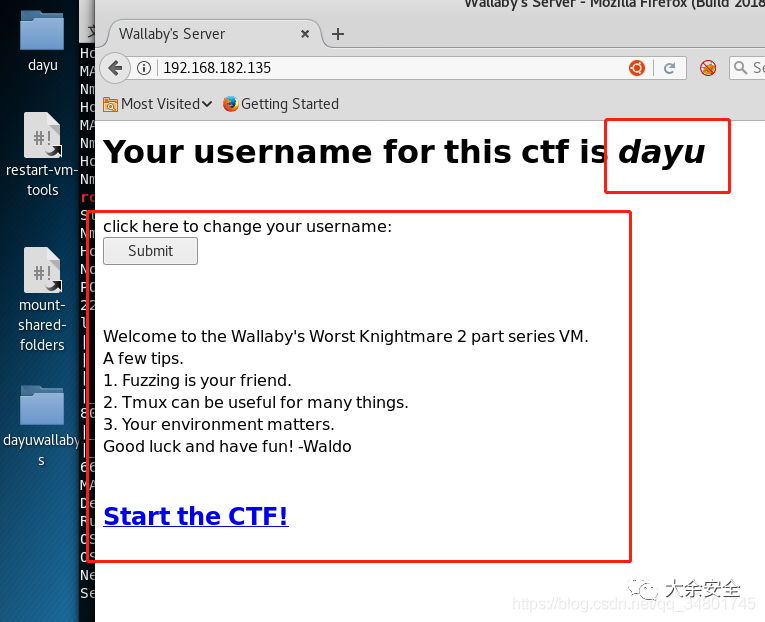 Wallaby's Server - Mozilla Firefox (Build 2018
dayu
restart-vm-
tools
mount-
shared-
folders
dayuwallaby
s
Wallaby's Server
192.168.182.135
Most Visited
Getting Started
Your username for this ctf is dayu
click here to change your username:
Submit
Welcome to the Wallaby's Worst Knightmare 2 part series VM.
A few tips.
1. Fuzzing is your friend.
2. Tmux can be useful for many things.
3. Your environment matters.
Good luck and have fun! -Waldo
Start the CTF!
大余安全
https://blog.csdn.net/qq_34801745